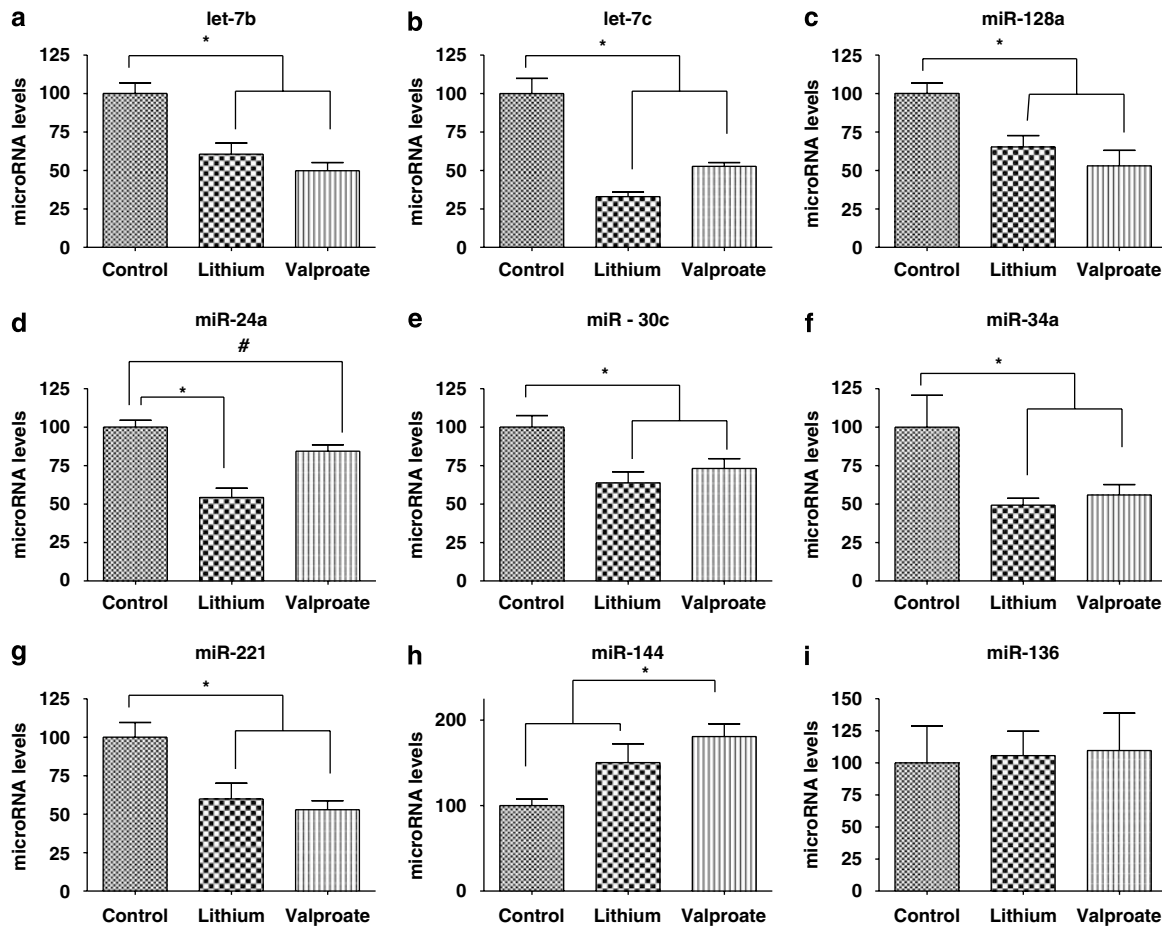 a let-7b
*
microRNA levels
125
100
75
50
25
0
Control Lithium Valproate
b let-7c
*
microRNA levels
125
100
75
50
25
0
Control Lithium Valproate
c miR-128a
*
microRNA levels
125
100
75
50
25
0
Control Lithium Valproate
d miR-24a
#
*
microRNA levels
125
100
75
50
25
0
Control Lithium Valproate
e miR - 30c
*
microRNA levels
125
100
75
50
25
0
Control Lithium Valproate
f miR-34a
*
microRNA levels
125
100
75
50
25
0
Control Lithium Valproate
g miR-221
*
microRNA levels
125
100
75
50
25
0
Control Lithium Valproate
h miR-144
*
microRNA levels
200
100
0
Control Lithium Valproate
i miR-136
microRNA levels
150
125
100
75
50
25
0
Control Lithium Valproate